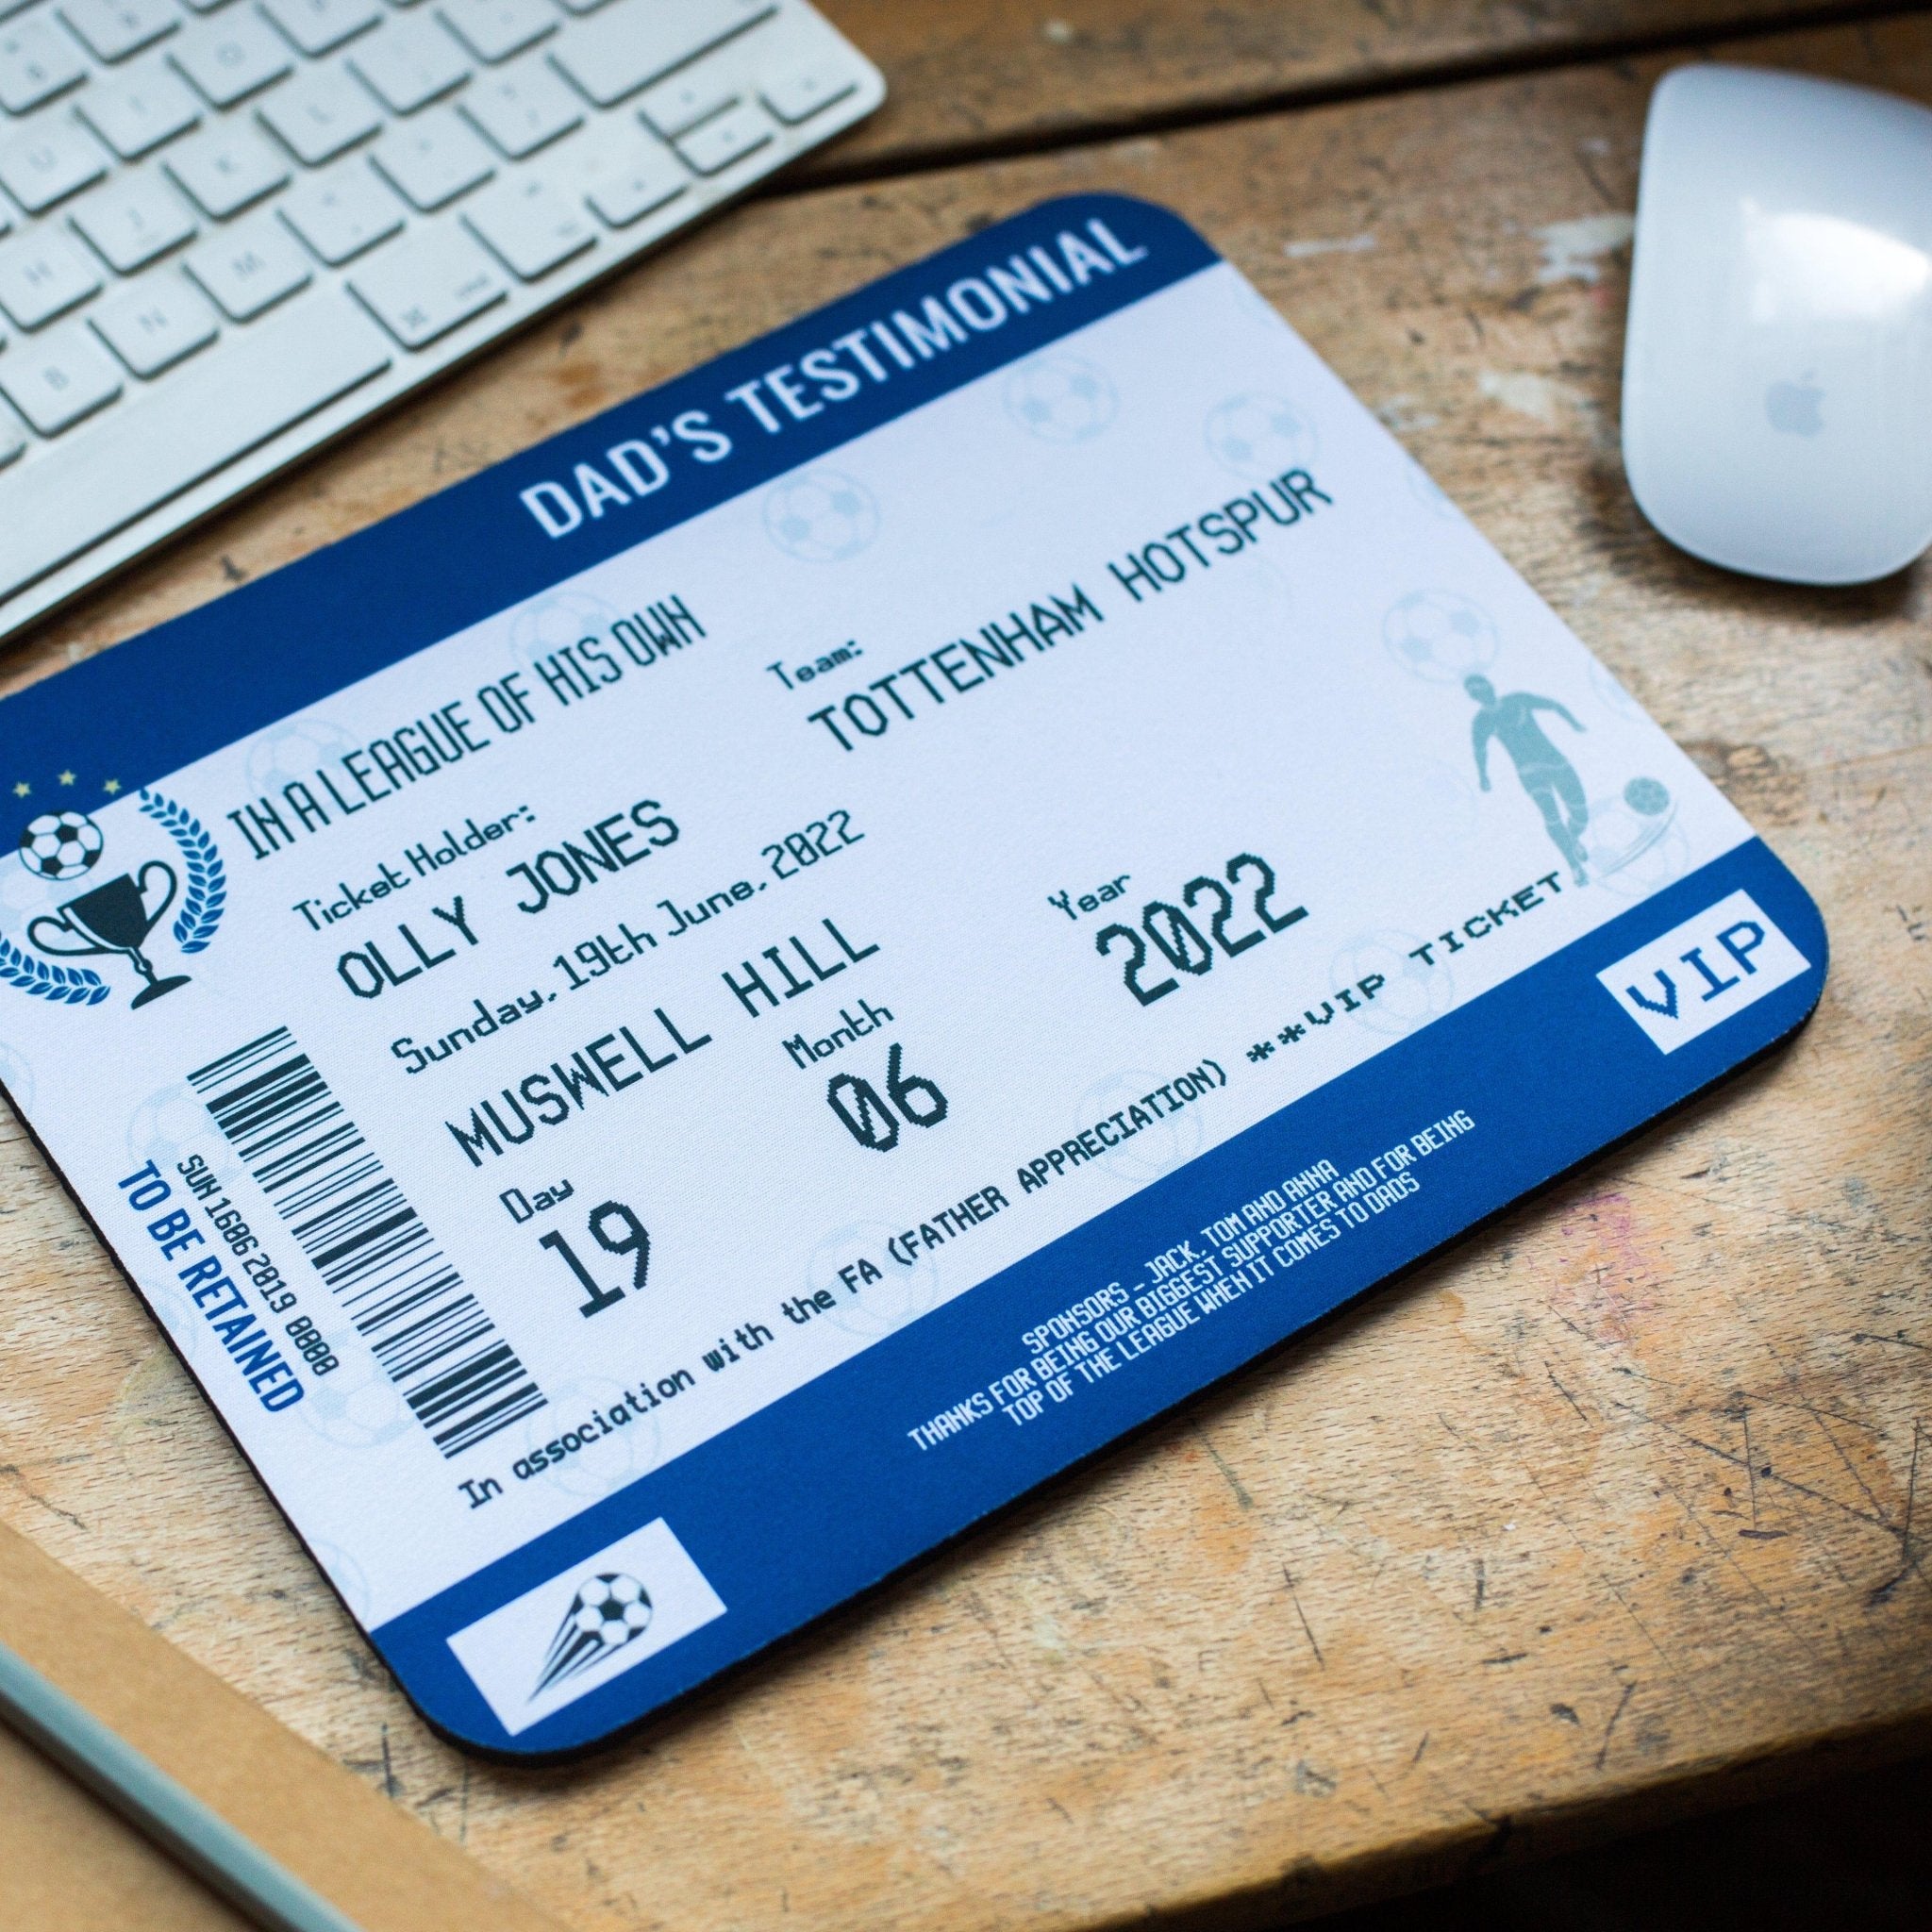 DAD'S TESTIMONIAL
IN A LEAGUE OF HIS OWN
Ticket Holder:
OLLY JONES
Team:
TOTTENHAM HOTSPUR
Sunday, 19th June, 2022
MUSWELL HILL
Day
19
Month
06
Year
2022
In association with the FA (FATHER APPRECIATION) **VIP TICKET
SUN 16062019 0000
TO BE RETAINED
SPONSORS - JACK, TOM AND ANNA
THANKS FOR BEING OUR BIGGEST SUPPORTER AND FOR BEING
TOP OF THE LEAGUE WHEN IT COMES TO DADS
VIP
U
J
K
L
H
B
N
M